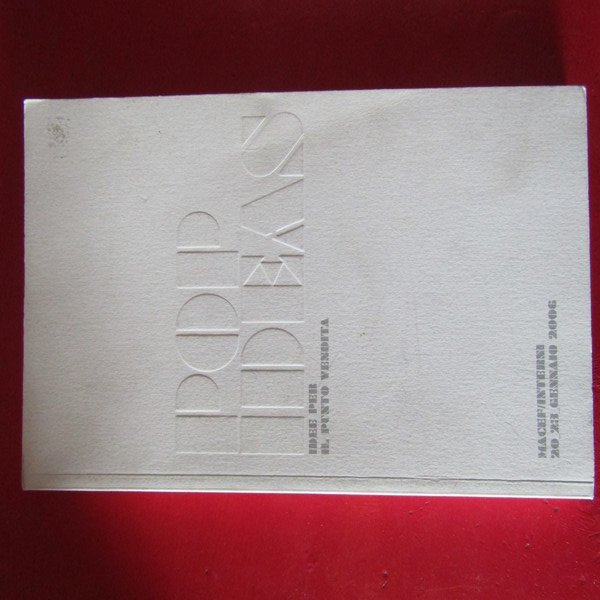 POP
IDEAS
IDEE PER
IL PUNTO VENDITA
MACEF/INTERNI
20 23 GENNAIO 2006